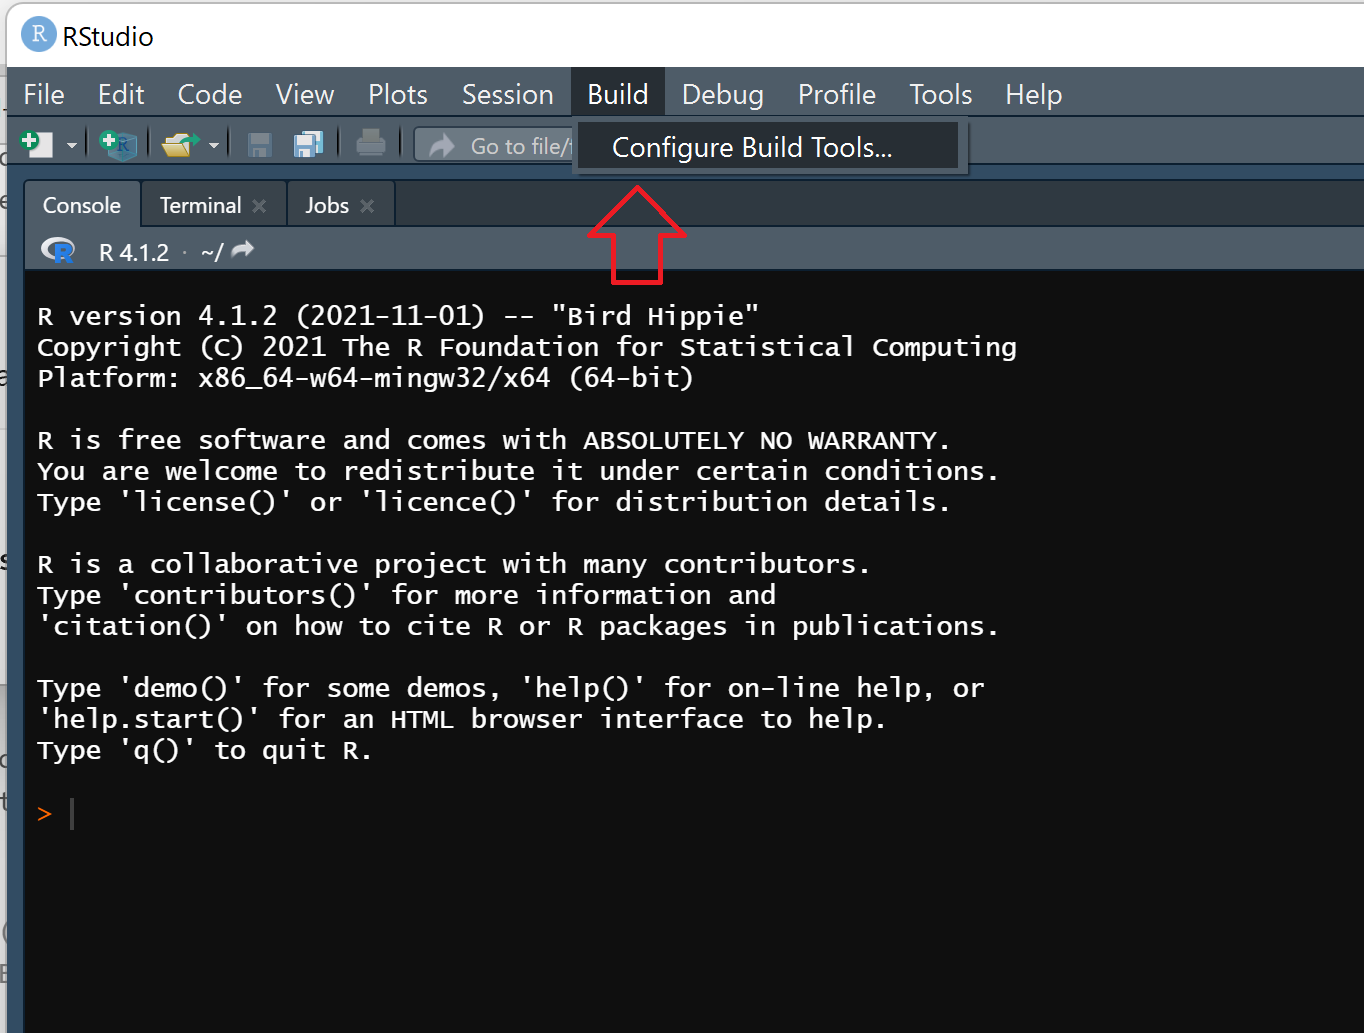 R RStudio
File Edit Code View Plots Session Build Debug Profile Tools Help
R Go to file/f Configure Build Tools...
Console Terminal × Jobs ×
R R 4.1.2 · ~/
R version 4.1.2 (2021-11-01) -- "Bird Hippie"
Copyright (C) 2021 The R Foundation for Statistical Computing
Platform: x86_64-w64-mingw32/x64 (64-bit)
R is free software and comes with ABSOLUTELY NO WARRANTY.
You are welcome to redistribute it under certain conditions.
Type 'license()' or 'licence()' for distribution details.
R is a collaborative project with many contributors.
Type 'contributors()' for more information and
'citation()' on how to cite R or R packages in publications.
Type 'demo()' for some demos, 'help()' for on-line help, or
'help.start()' for an HTML browser interface to help.
Type 'q()' to quit R.
>